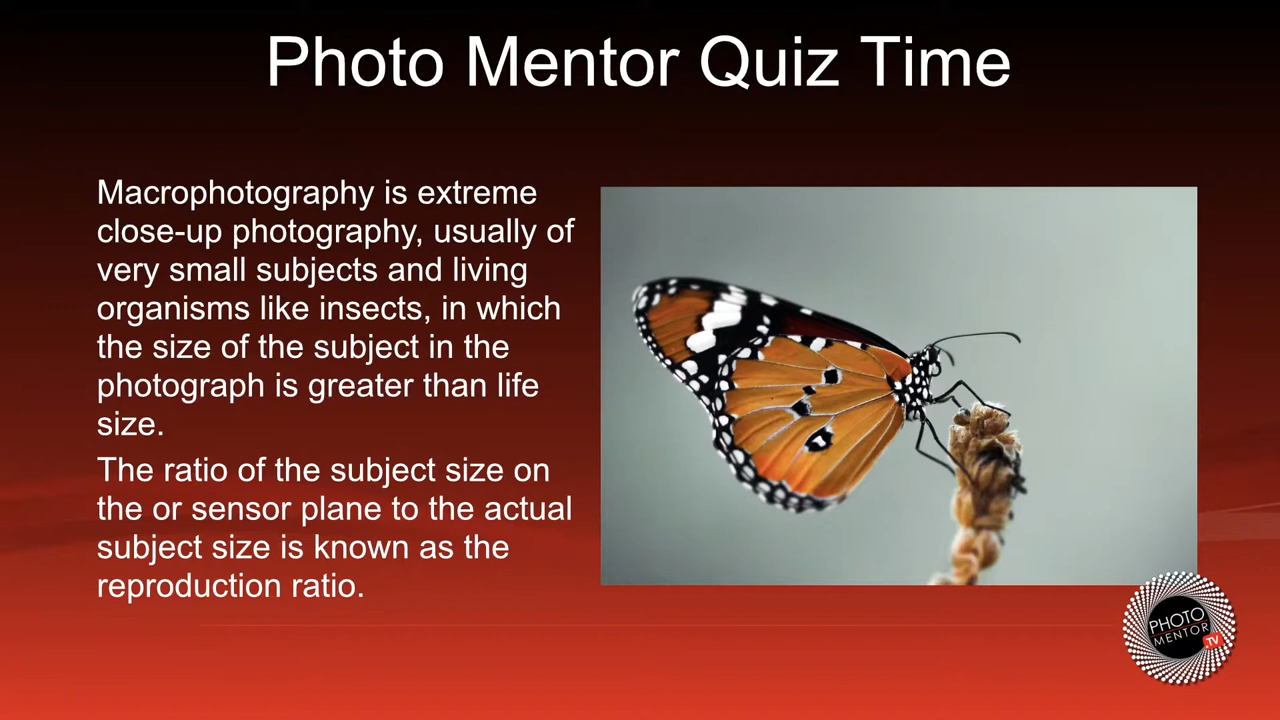 Photo Mentor Quiz Time
Macrophotography is extreme
close-up photography, usually of
very small subjects and living
organisms like insects, in which
the size of the subject in the
photograph is greater than life
size.
The ratio of the subject size on
the or sensor plane to the actual
subject size is known as the
reproduction ratio.
PHOTO
MENTOR
TV